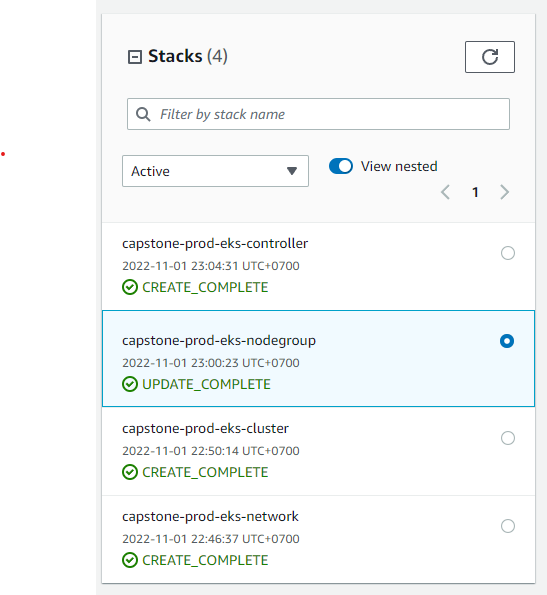 Stacks (4)
Filter by stack name
Active
View nested
1
capstone-prod-eks-controller
2022-11-01 23:04:31 UTC+0700
CREATE_COMPLETE
capstone-prod-eks-nodegroup
2022-11-01 23:00:23 UTC+0700
UPDATE_COMPLETE
capstone-prod-eks-cluster
2022-11-01 22:50:14 UTC+0700
CREATE_COMPLETE
capstone-prod-eks-network
2022-11-01 22:46:37 UTC+0700
CREATE_COMPLETE